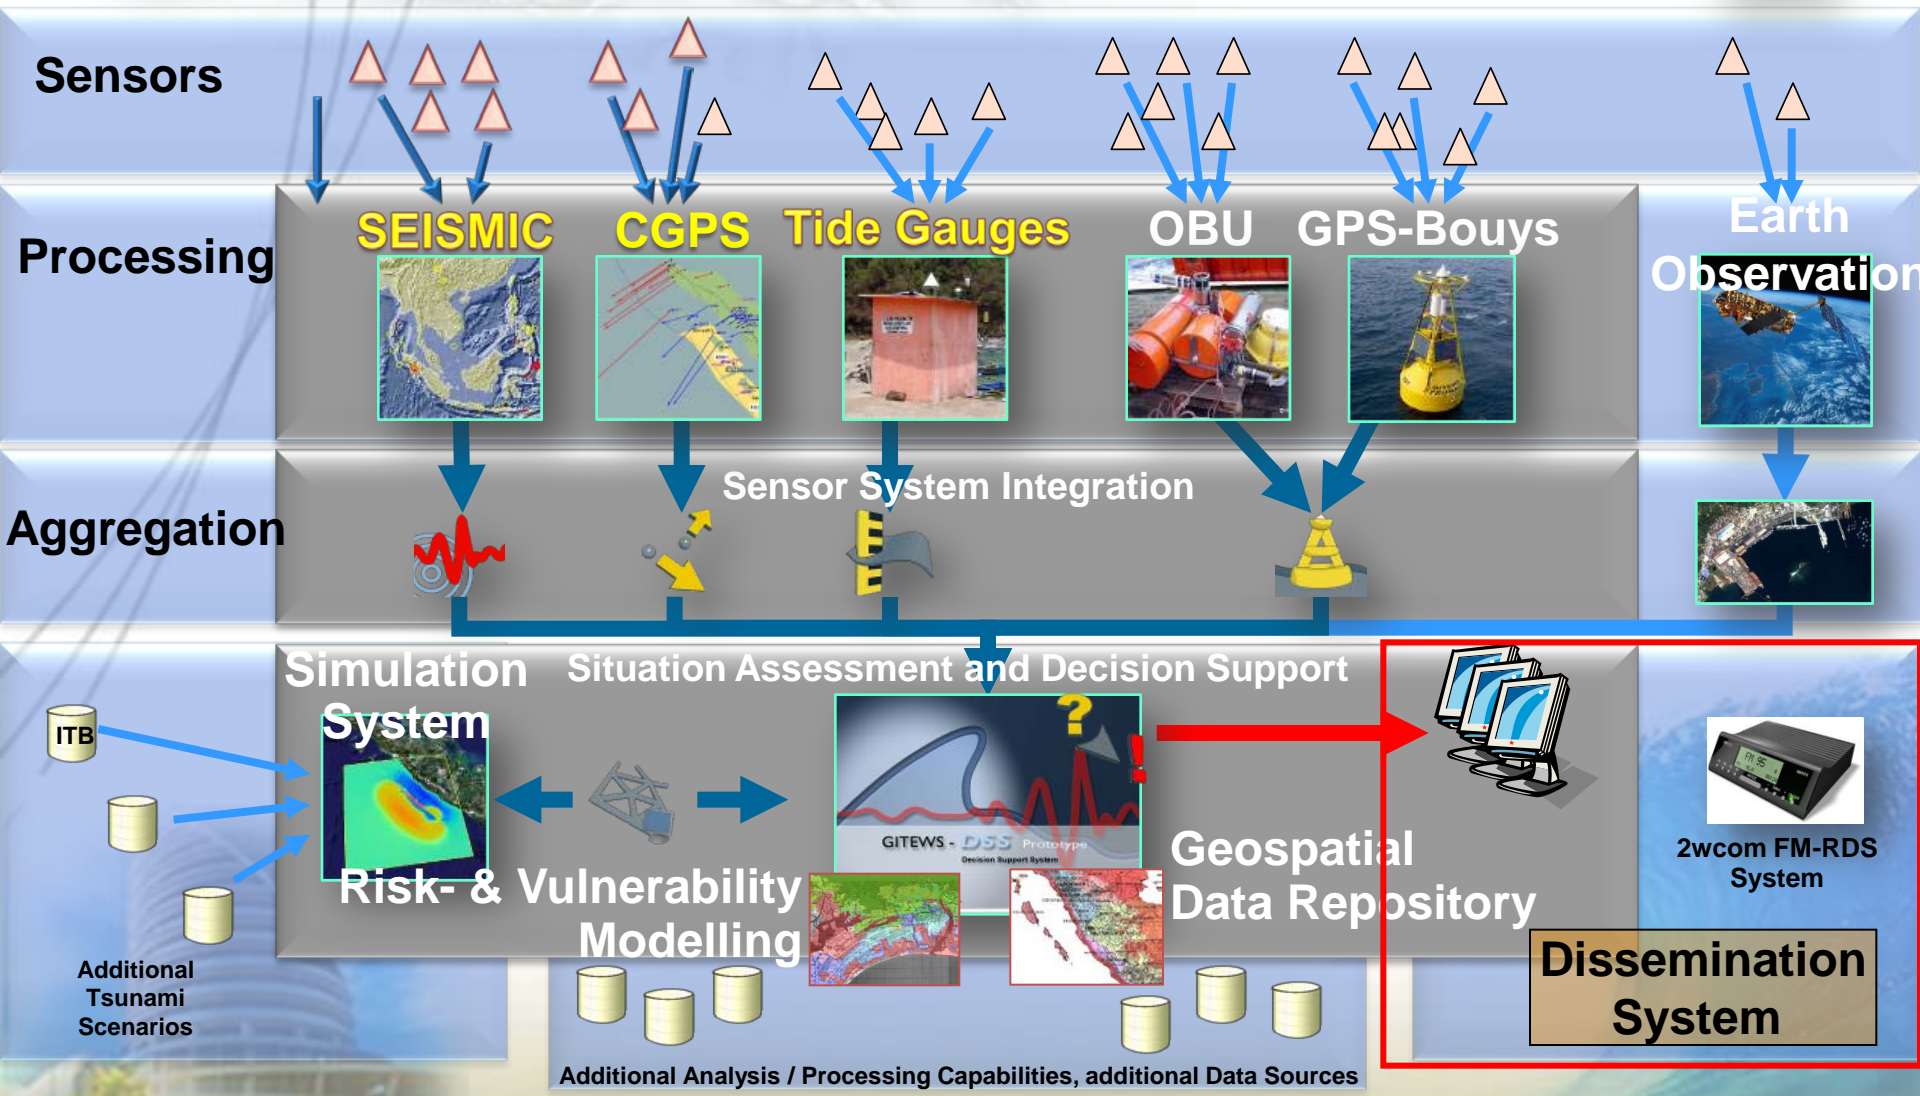 Sensors
Processing
SEISMIC
CGPS
Tide Gauges
OBU
GPS-Bouys
Earth
Observation
Aggregation
Sensor System Integration
Simulation
System
Situation Assessment and Decision Support
ITB
?
!
GITEWS - DSS Prototype
Decision Support System
Risk- & Vulnerability
Modelling
Geospatial
Data Repository
FM 95
2wcom FM-RDS
System
Dissemination
System
Additional
Tsunami
Scenarios
Additional Analysis / Processing Capabilities, additional Data Sources